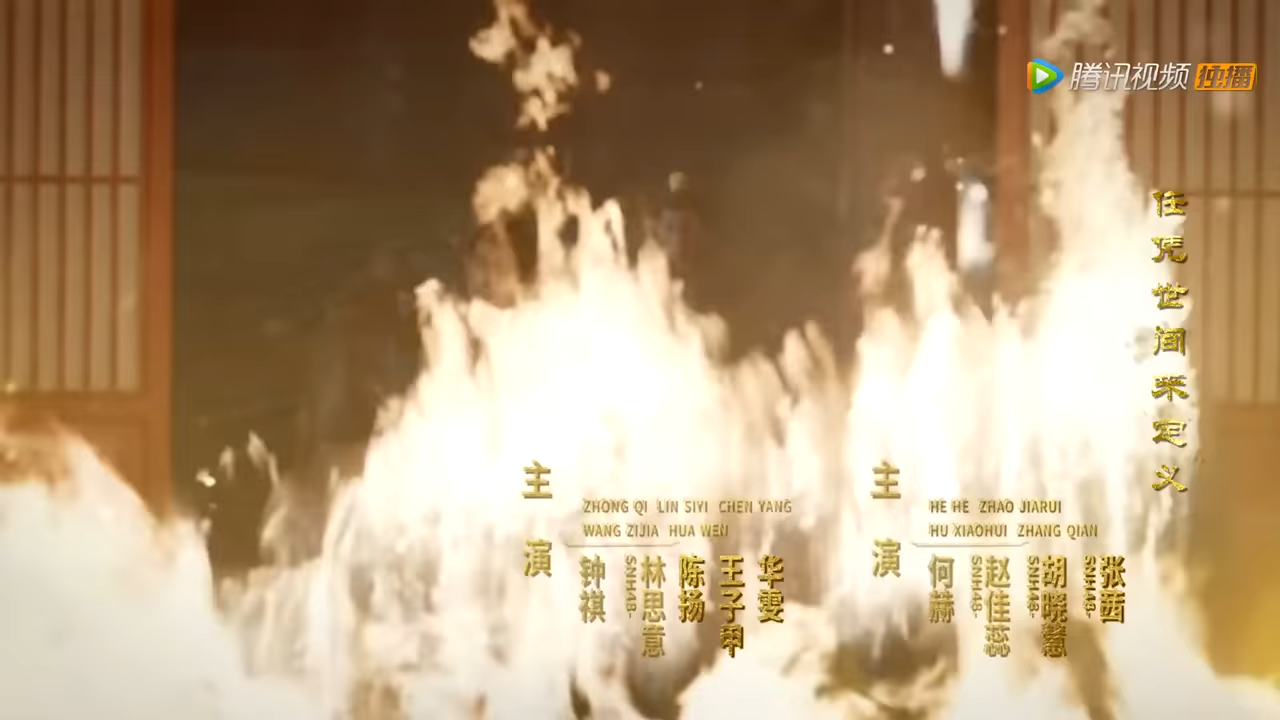 腾讯视频 独播
任凭世间来定义
主演
ZHONG QI LIN SIYI CHEN YANG
WANG ZIJIA HUA WEN
钟祺
SNH48-林思意
陈扬
王子甲
华雯
主演
HE HE ZHAO JIARUI
HU XIAOHUI ZHANG QIAN
何赫
SNH48-赵佳蕊
SNH48-胡晓慧
SNH48-张茜